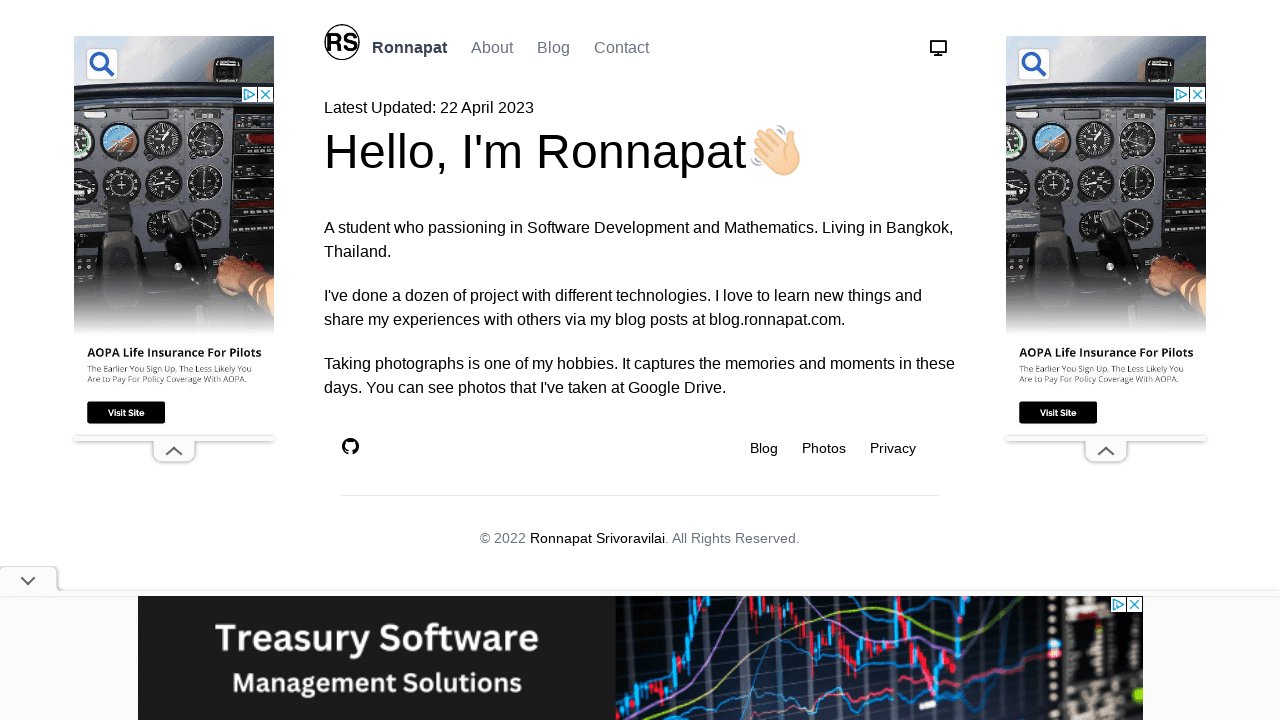 RS
Ronnapat About Blog Contact
Latest Updated: 22 April 2023
Hello, I'm Ronnapat👋🏻
A student who passioning in Software Development and Mathematics. Living in Bangkok,
Thailand.
I've done a dozen of project with different technologies. I love to learn new things and
share my experiences with others via my blog posts at blog.ronnapat.com.
Taking photographs is one of my hobbies. It captures the memories and moments in these
days. You can see photos that I've taken at Google Drive.
Blog Photos Privacy
© 2022 Ronnapat Srivoravilai. All Rights Reserved.
AOPA Life Insurance For Pilots
The Earlier You Sign Up, The Less Likely You
Are to Pay For Policy Coverage With AOPA.
Visit Site
AOPA Life Insurance For Pilots
The Earlier You Sign Up, The Less Likely You
Are to Pay For Policy Coverage With AOPA.
Visit Site
Treasury Software
Management Solutions